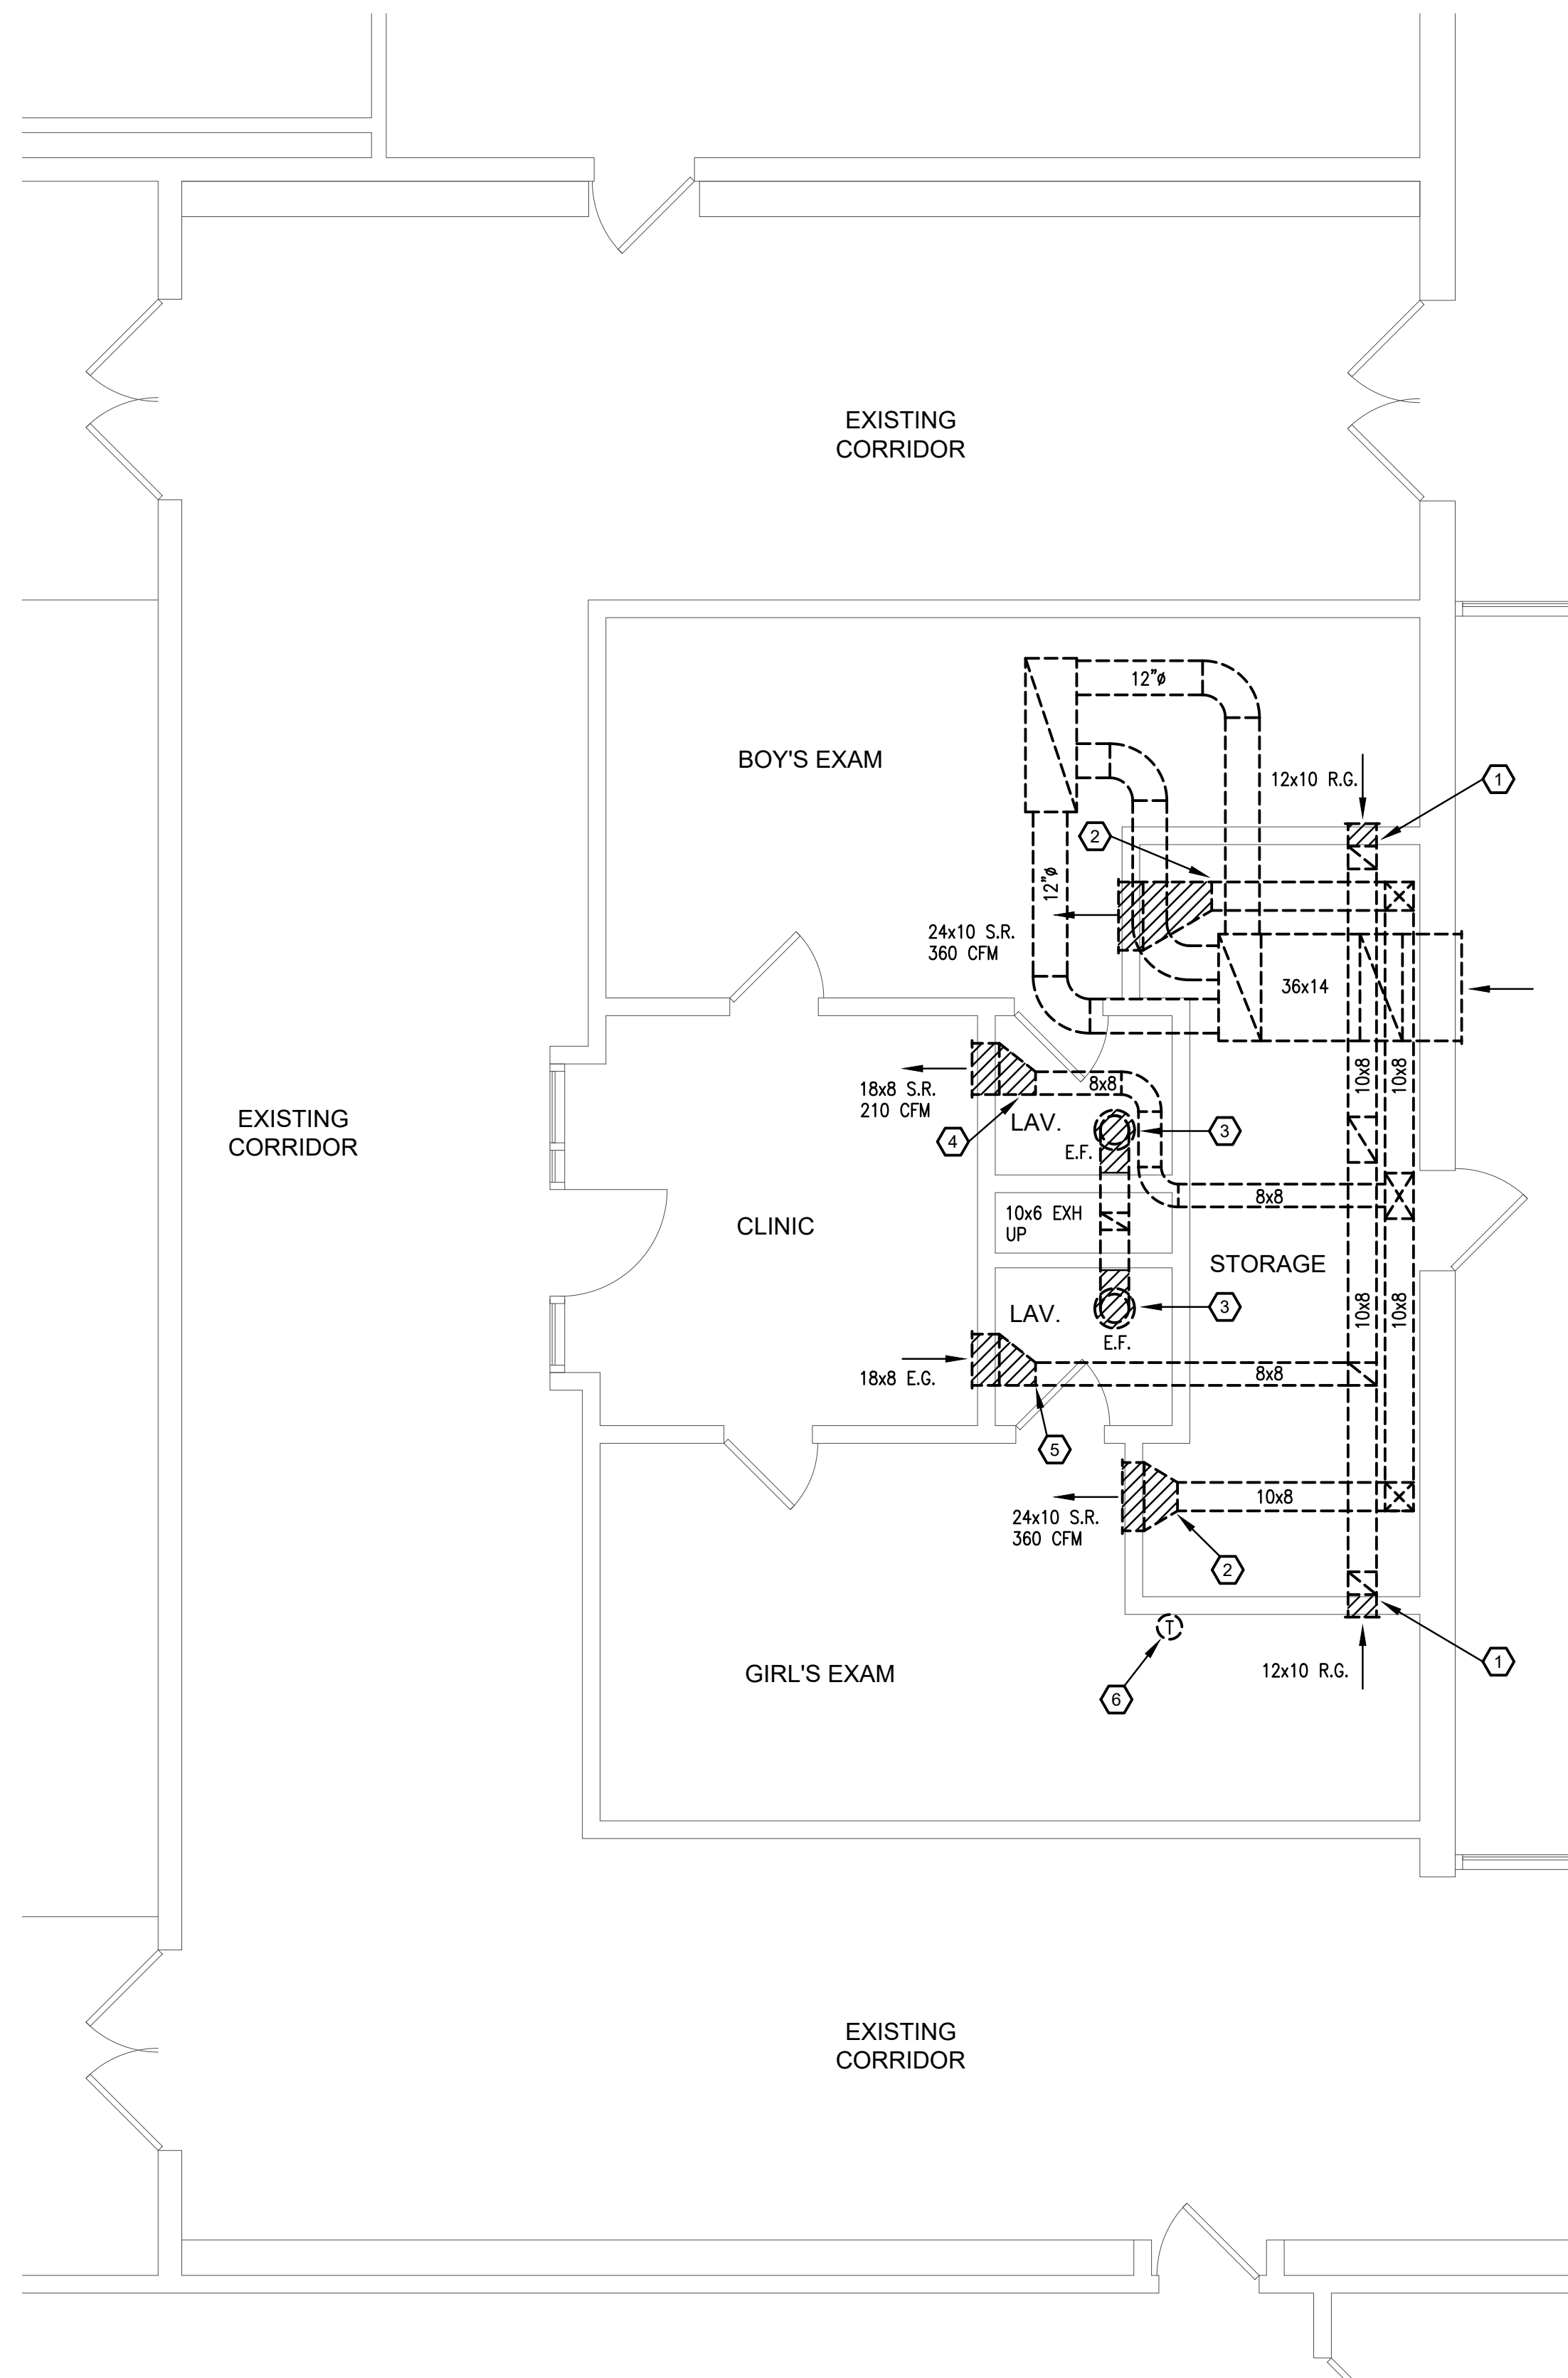 EXISTING
CORRIDOR
12"ø
BOY'S EXAM
12x10 R.G.
1
2
12"ø
24x10 S.R.
360 CFM
36x14
10x8
10x8
18x8 S.R.
210 CFM
8x8
EXISTING
CORRIDOR
LAV.
3
4
E.F.
8x8
10x6 EXH
UP
CLINIC
STORAGE
10x8
10x8
LAV.
3
E.F.
18x8 E.G.
8x8
5
10x8
24x10 S.R.
360 CFM
2
T
1
GIRL'S EXAM
12x10 R.G.
6
EXISTING
CORRIDOR